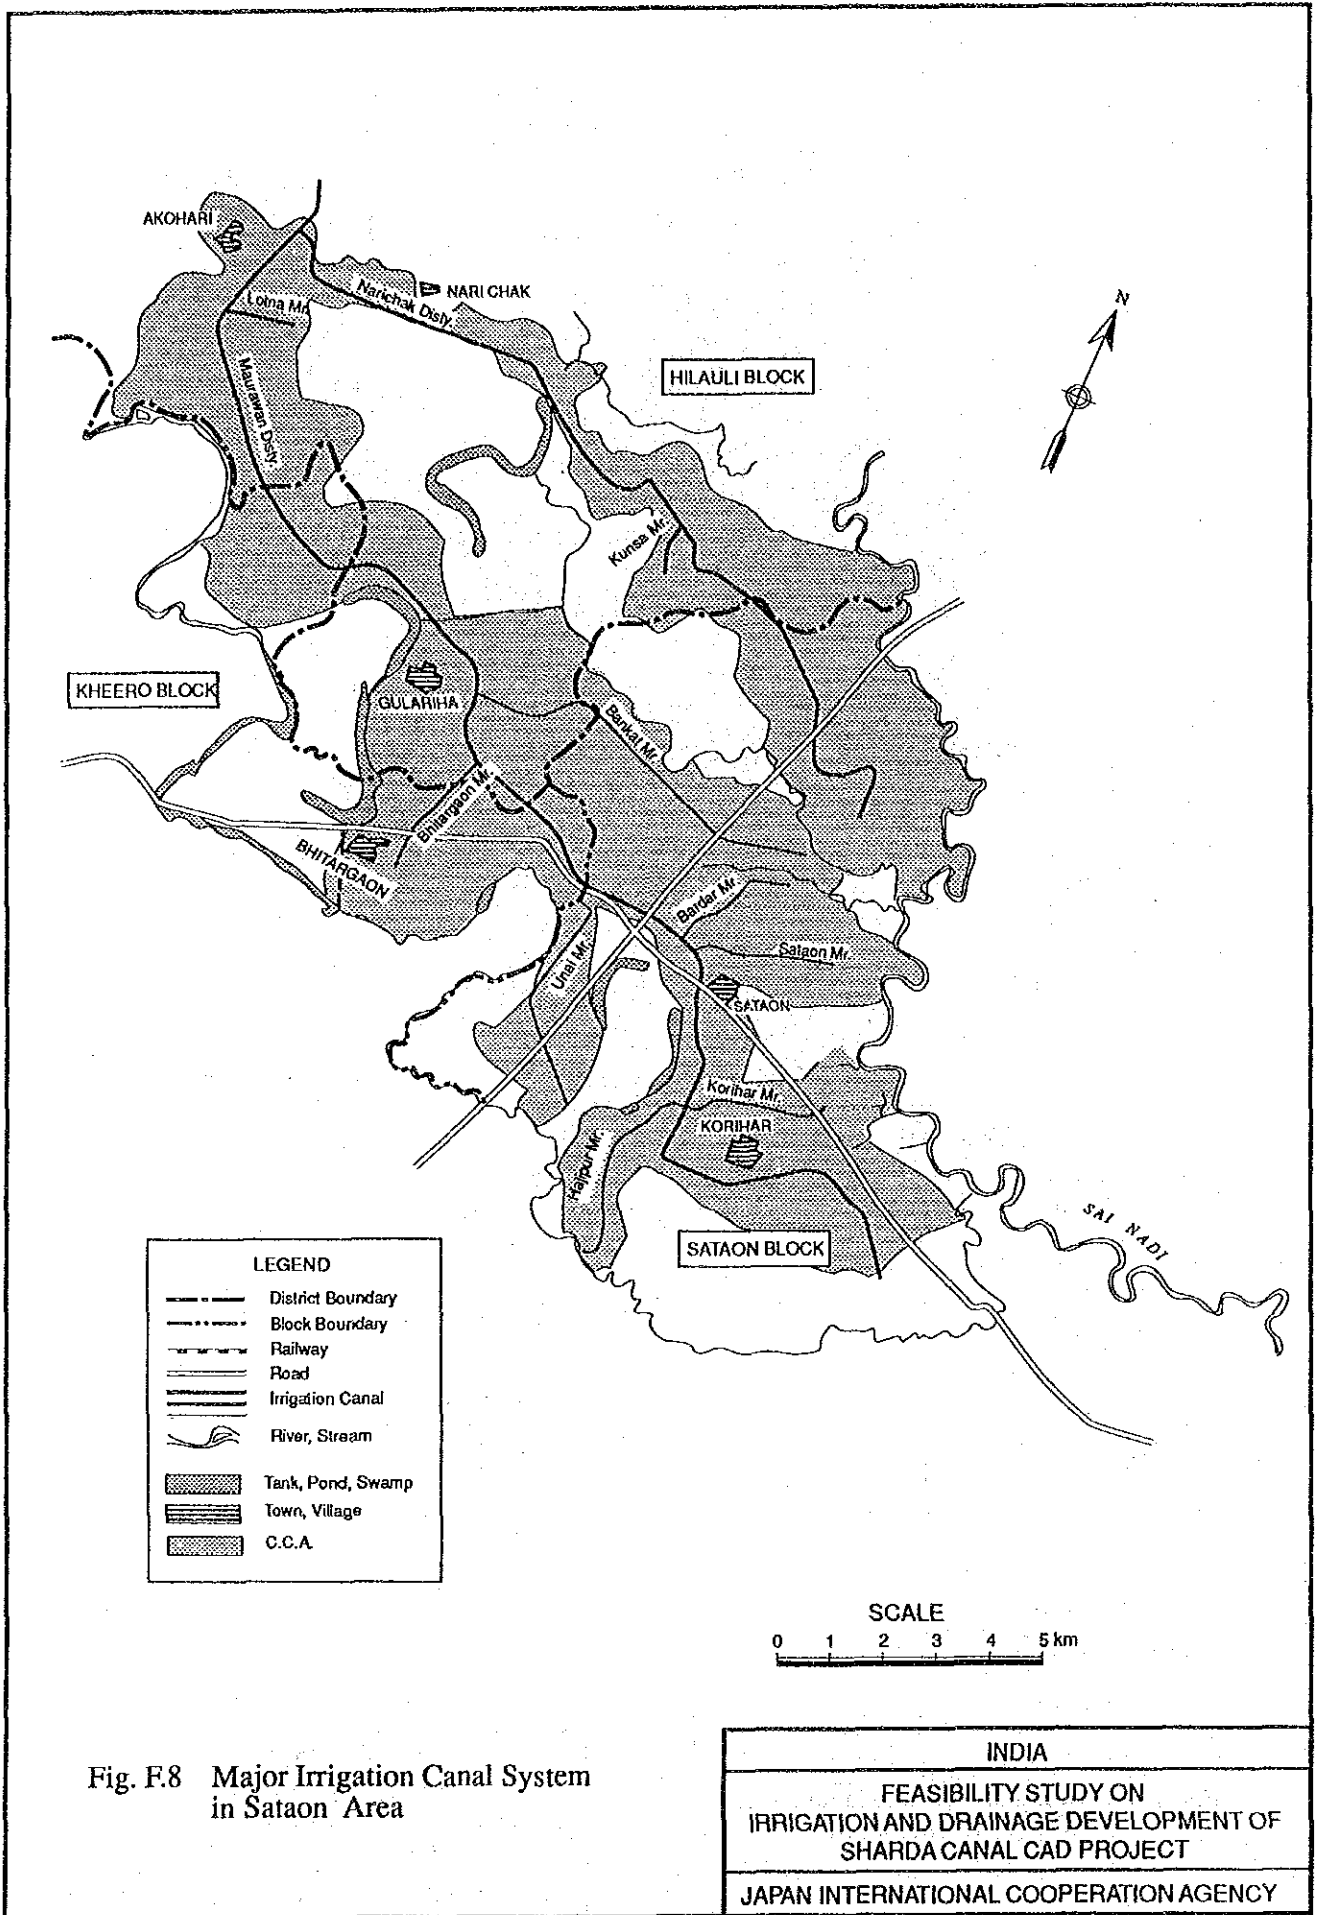 AKOHARI
Lotna Mr.
Narichak Disty.
NARI CHAK
N
HILAULI BLOCK
Maurawan Disty.
Kunsa Mr.
KHEERO BLOCK
GULARIHA
Bankat Mr.
Bhitargaon Mr.
BHITARGAON
Bardar Mr.
Unai Mr.
Sataon Mr.
SATAON
Korihar Mr.
KORIHAR
Hajpur Mr.
SATAON BLOCK
SAI NADI
LEGEND
District Boundary
Block Boundary
Railway
Road
Irrigation Canal
River, Stream
Tank, Pond, Swamp
Town, Village
C.C.A.
SCALE
0 1 2 3 4 5 km
Fig. F.8 Major Irrigation Canal System
in Sataon Area
INDIA
FEASIBILITY STUDY ON
IRRIGATION AND DRAINAGE DEVELOPMENT OF
SHARDA CANAL CAD PROJECT
JAPAN INTERNATIONAL COOPERATION AGENCY